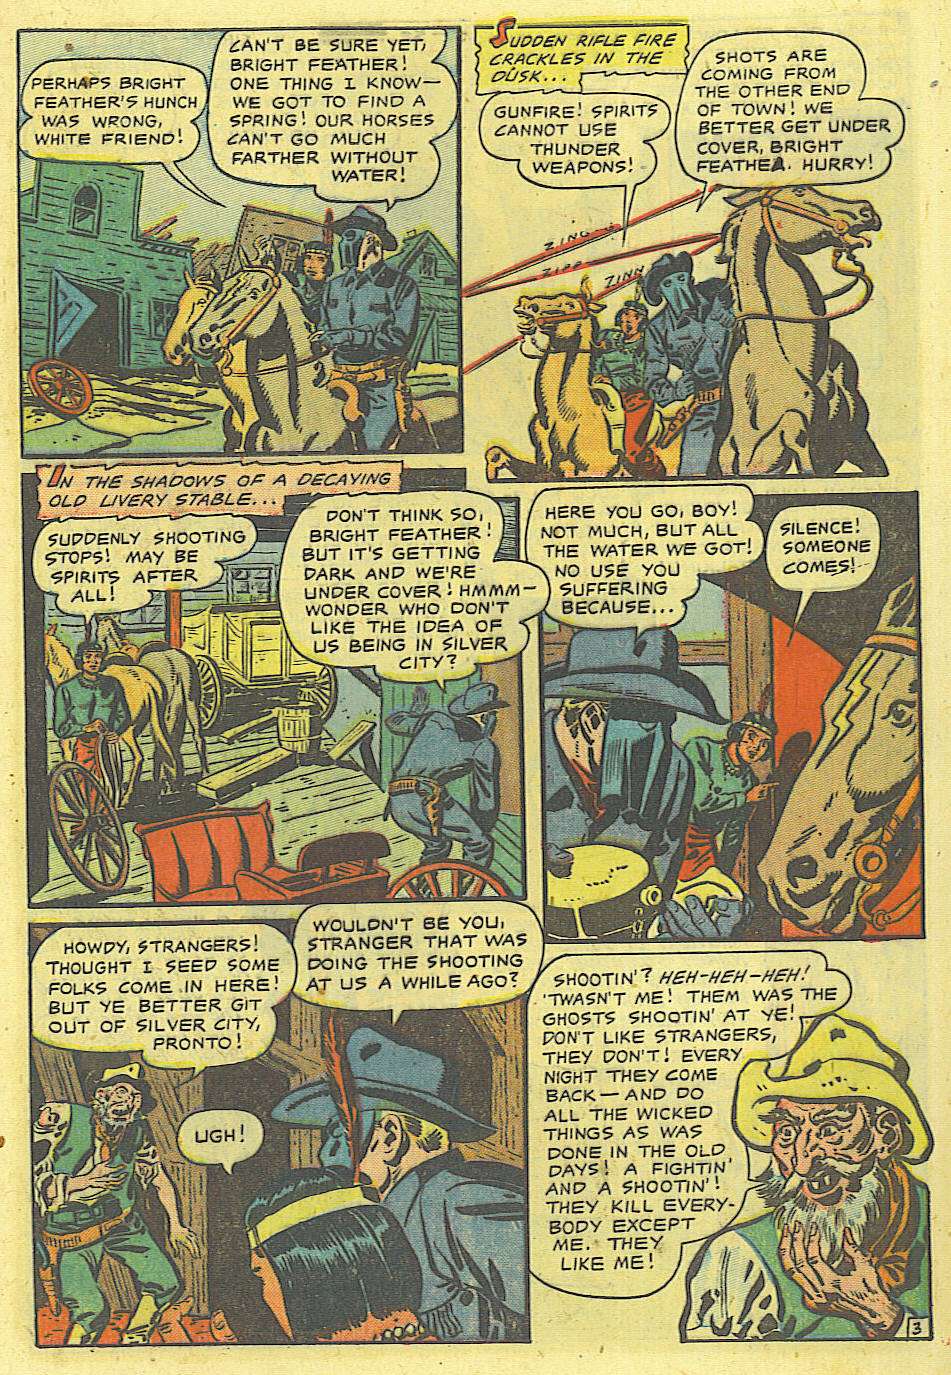 PERHAPS BRIGHT
FEATHER'S HUNCH
WAS WRONG,
WHITE FRIEND!
CAN'T BE SURE YET,
BRIGHT FEATHER!
ONE THING I KNOW—
WE GOT TO FIND A
SPRING! OUR HORSES
CAN'T GO MUCH
FARTHER WITHOUT
WATER!
SUDDEN RIFLE FIRE
CRACKLES IN THE
DUSK...
GUNFIRE! SPIRITS
CANNOT USE
THUNDER
WEAPONS!
SHOTS ARE
COMING FROM
THE OTHER END
OF TOWN! WE
BETTER GET UNDER
COVER, BRIGHT
FEATHER. HURRY!
ZING-G
ZIPP
ZINN
IN THE SHADOWS OF A DECAYING
OLD LIVERY STABLE...
SUDDENLY SHOOTING
STOPS! MAY BE
SPIRITS AFTER
ALL!
DON'T THINK SO,
BRIGHT FEATHER!
BUT IT'S GETTING
DARK AND WE'RE
UNDER COVER! HMMM—
WONDER WHO DON'T
LIKE THE IDEA OF
US BEING IN SILVER
CITY?
HERE YOU GO, BOY!
NOT MUCH, BUT ALL
THE WATER WE GOT!
NO USE YOU
SUFFERING
BECAUSE...
SILENCE!
SOMEONE
COMES!
HOWDY, STRANGERS!
THOUGHT I SEED SOME
FOLKS COME IN HERE!
BUT YE BETTER GIT
OUT OF SILVER CITY,
PRONTO!
WOULDN'T BE YOU,
STRANGER THAT WAS
DOING THE SHOOTING
AT US A WHILE AGO?
UGH!
SHOOTIN'? HEH-HEH-HEH!
'TWASN'T ME! THEM WAS THE
GHOSTS SHOOTIN' AT YE!
DON'T LIKE STRANGERS,
THEY DON'T! EVERY
NIGHT THEY COME
BACK—AND DO
ALL THE WICKED
THINGS AS WAS
DONE IN THE OLD
DAYS! A FIGHTIN'
AND A SHOOTIN'!
THEY KILL EVERY-
BODY EXCEPT
ME. THEY
LIKE ME!
3